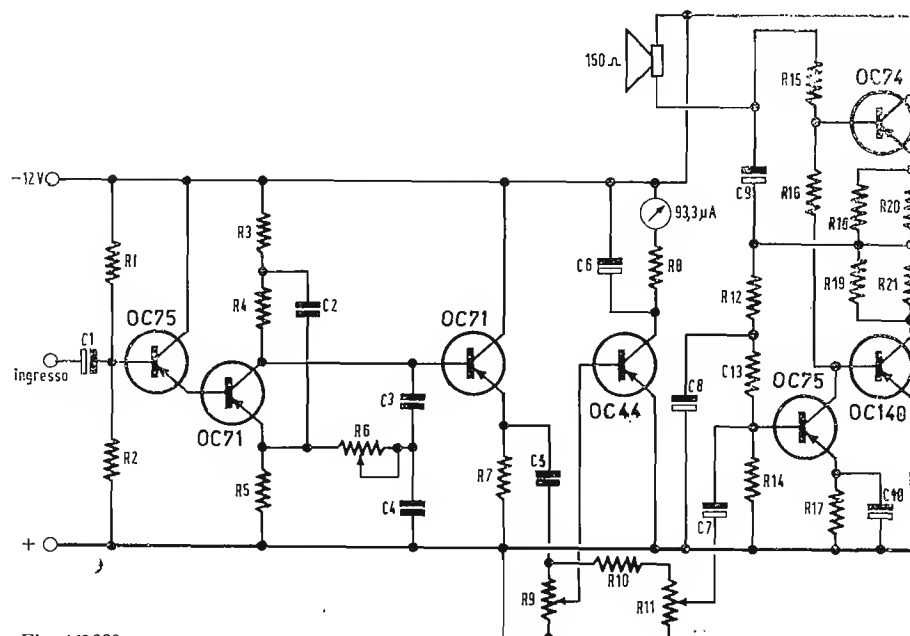 150 Ω
R15
OC74
-12V
C9
R16
93,3 µA
R16
R20
R1
R3
C6
R8
R4
C2
R12
R19
R21
OC75
OC71
C1
C8
C13
OC75
ingresso
C3
OC44
OC140
OC71
R6
R2
R7
C5
R14
R5
C4
C7
R17
C10
+
R10
R9
R11